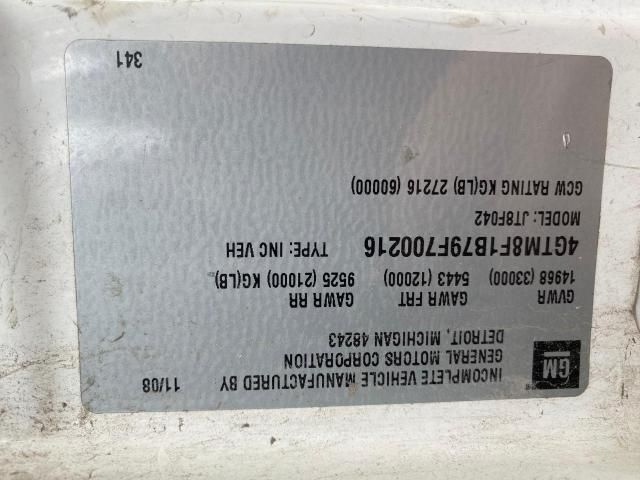 GM
INCOMPLETE VEHICLE MANUFACTURED BY 11/08
GENERAL MOTORS CORPORATION
DETROIT, MICHIGAN 48243
GVWR GAWR FRT GAWR RR
14968 (33000) 5443 (12000) 9525 (21000) KG(LB)
4GTM8F1B79F700216 TYPE: INC VEH
MODEL: JT8F042
GCW RATING KG(LB) 27216 (60000)
341